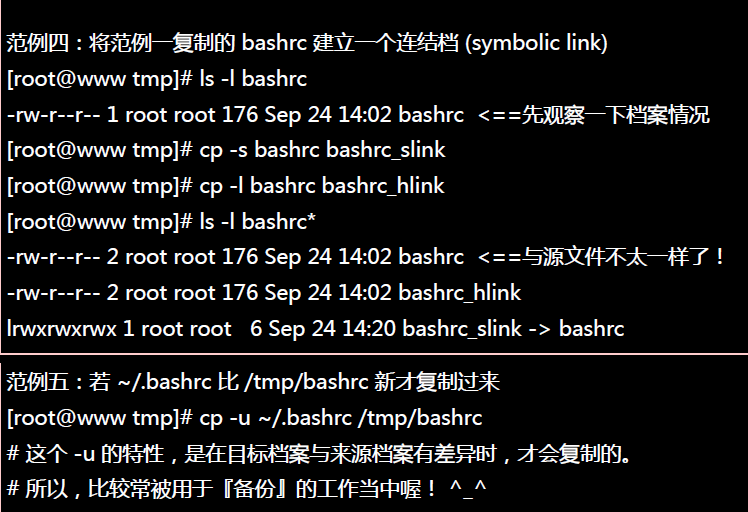 范例四：将范例一复制的 bashrc 建立一个连结档 (symbolic link)
[root@www tmp]# ls -l bashrc
-rw-r--r-- 1 root root 176 Sep 24 14:02 bashrc  <==先观察一下档案情况
[root@www tmp]# cp -s bashrc bashrc_slink
[root@www tmp]# cp -l bashrc bashrc_hlink
[root@www tmp]# ls -l bashrc*
-rw-r--r-- 2 root root 176 Sep 24 14:02 bashrc  <==与源文件不太一样了！
-rw-r--r-- 2 root root 176 Sep 24 14:02 bashrc_hlink
lrwxrwxrwx 1 root root   6 Sep 24 14:20 bashrc_slink -> bashrc
范例五：若 ~/.bashrc 比 /tmp/bashrc 新才复制过来
[root@www tmp]# cp -u ~/.bashrc /tmp/bashrc
# 这个 -u 的特性，是在目标档案与来源档案有差异时，才会复制的。
# 所以，比较常被用于『备份』的工作当中喔！ ^_^